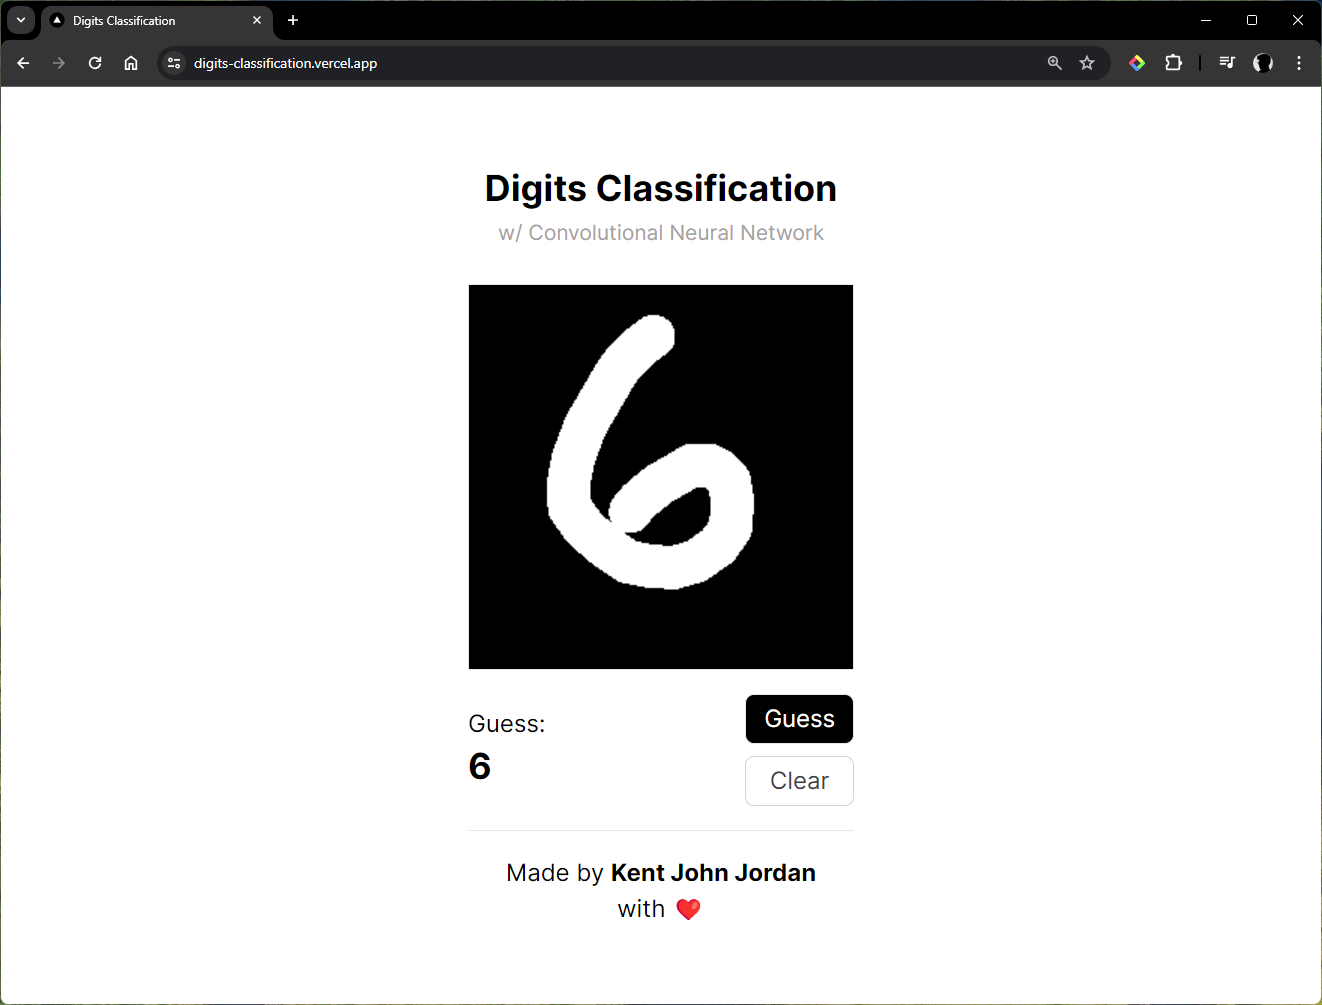 Digits Classification
digits-classification.vercel.app
Digits Classification
w/ Convolutional Neural Network
6
Guess:
6
Guess
Clear
Made by Kent John Jordan
with ❤️